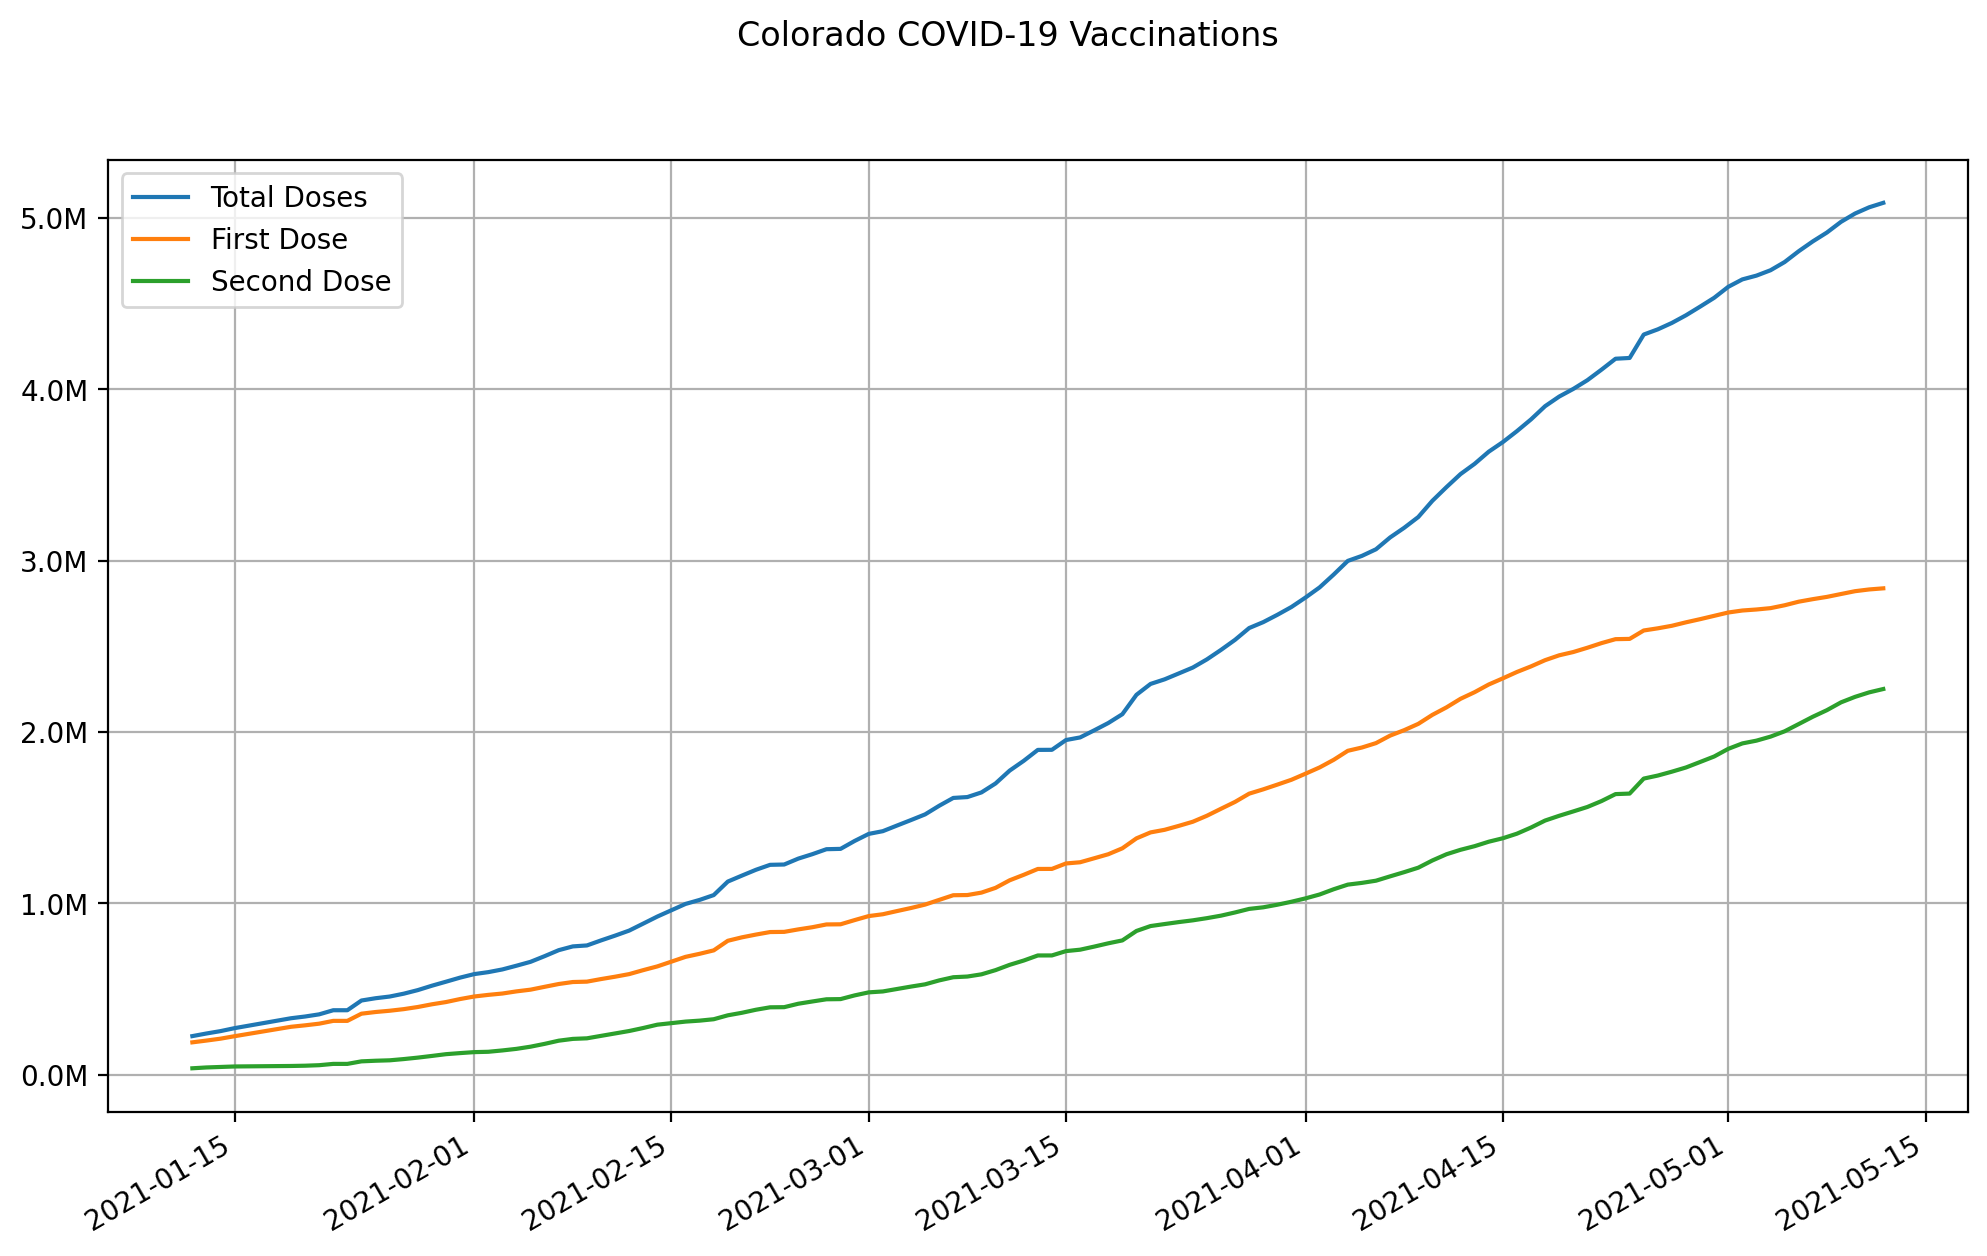 Colorado COVID-19 Vaccinations
Total Doses
First Dose
Second Dose
5.0M
4.0M
3.0M
2.0M
1.0M
0.0M
2021-01-15
2021-02-01
2021-02-15
2021-03-01
2021-03-15
2021-04-01
2021-04-15
2021-05-01
2021-05-15